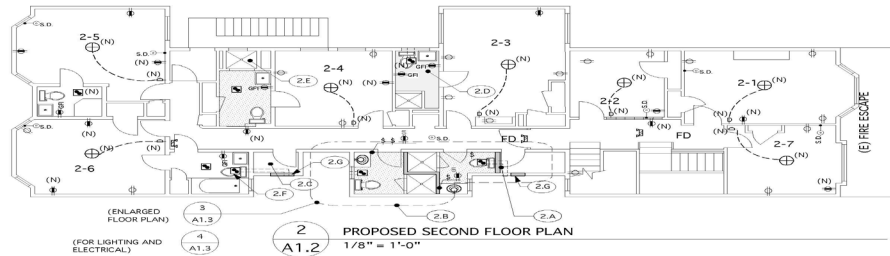 S.D.
2-5
(N)
S.D.
(N)
GFI
2-6
(N)
S.D.
(N)
2-4
(N)
GFI
2.E
GFI
2.D
2-3
(N)
(N)
2-2
S.D.
(N)
S.D.
2-1
(N)
(N)
2-7
(N)
S.D.
(E) FIRE ESCAPE
(N)
S.D.
FD
FD
GFI
2.F
2.C
2.G
2.B
2.G
2.A
(ENLARGED
FLOOR PLAN)
3
A1.3
(FOR LIGHTING AND
ELECTRICAL)
4
A1.3
2
A1.2
PROPOSED SECOND FLOOR PLAN
1/8" = 1'-0"